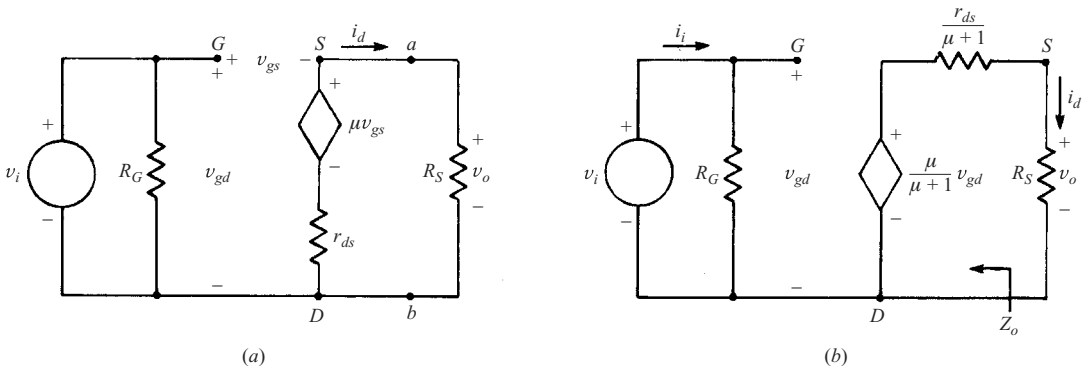 G
+
+
v_gs
−
S
i_d
a
+
μv_gs
−
+
v_i
−
R_G
v_gd
−
r_ds
+
R_S
v_o
−
D
b
(a)
i_i
G
+
+
v_i
−
R_G
v_gd
−
r_ds
μ + 1
S
i_d
+
μ
μ + 1
v_gd
−
+
R_S
v_o
−
D
Z_o
(b)